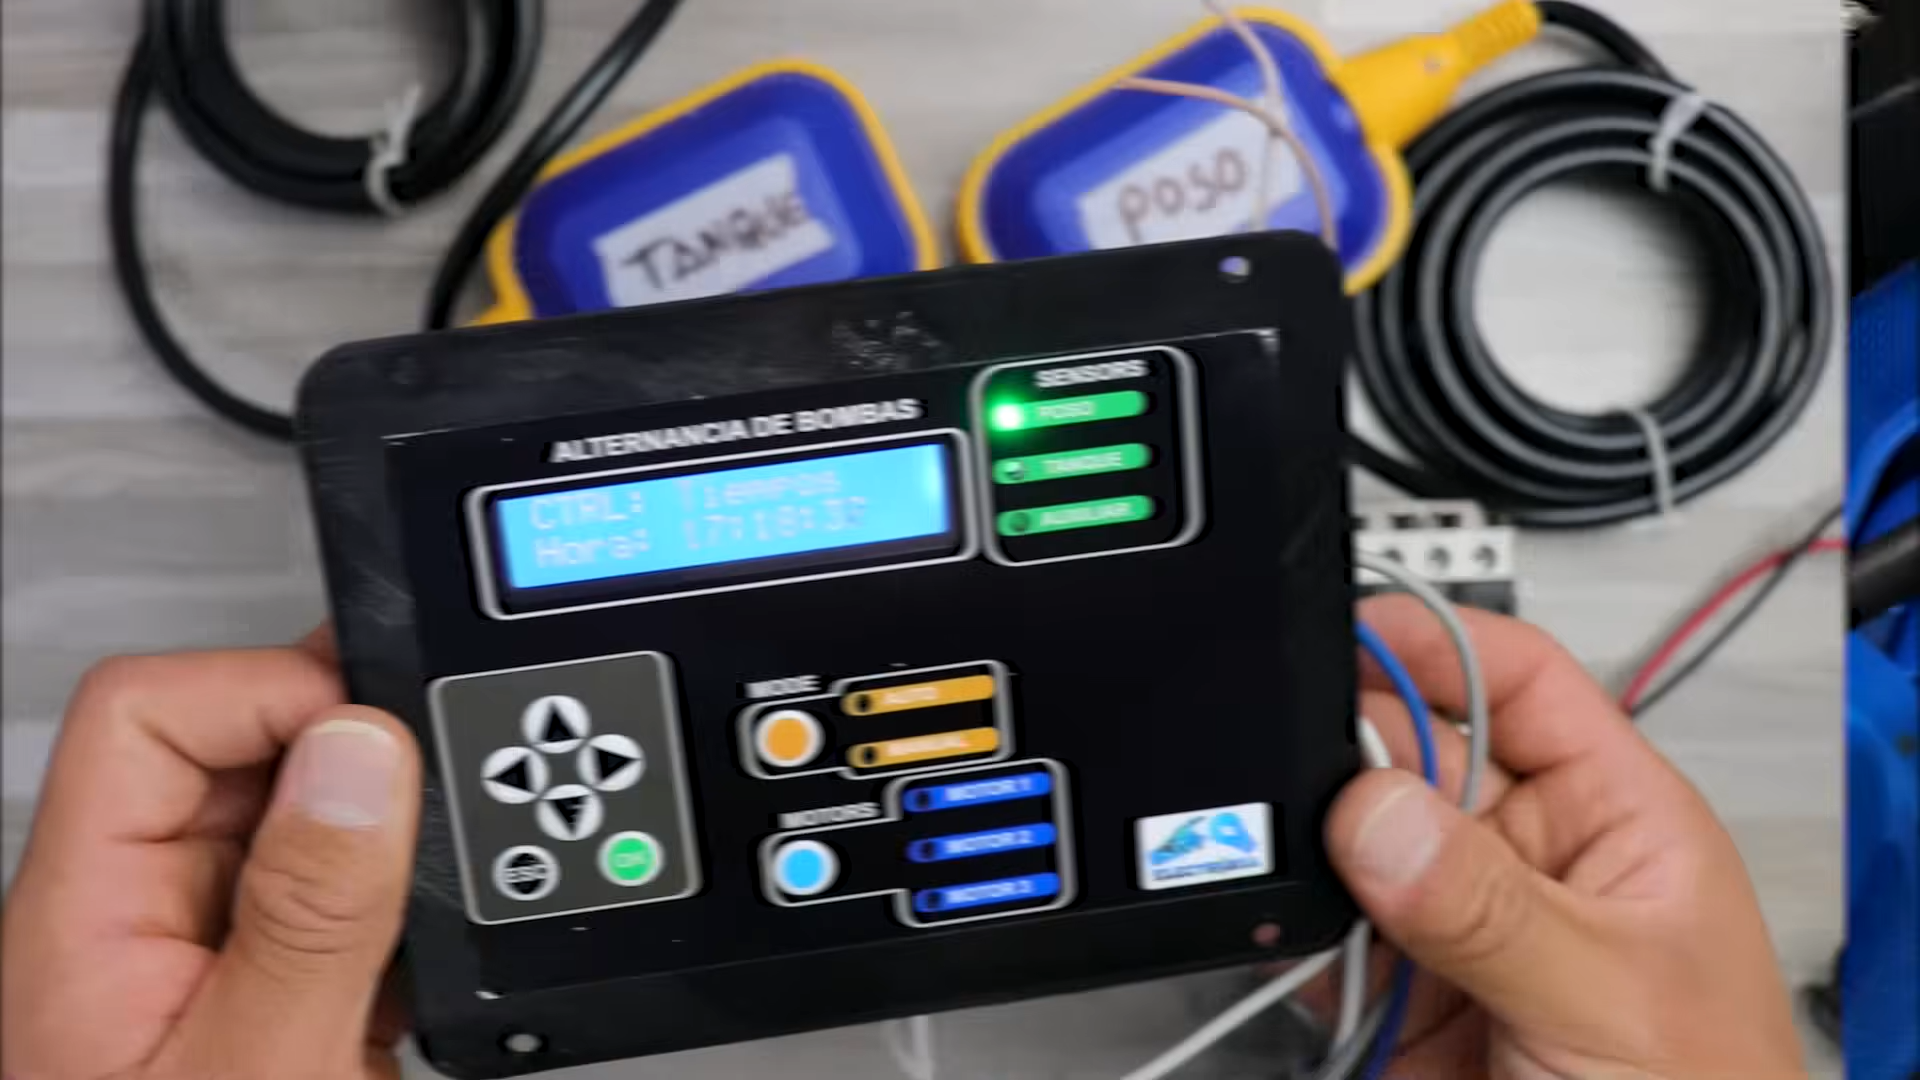 TANQUE
POSO
ALTERNANCIA DE BOMBAS
CTRL: Tiempos
Hora: 17:18:32
SENSORS
POSO
TANQUE
AUXILIAR
MODE
AUTO
MANUAL
MOTORS
MOTOR 1
MOTOR 2
MOTOR 3
ESC
OK